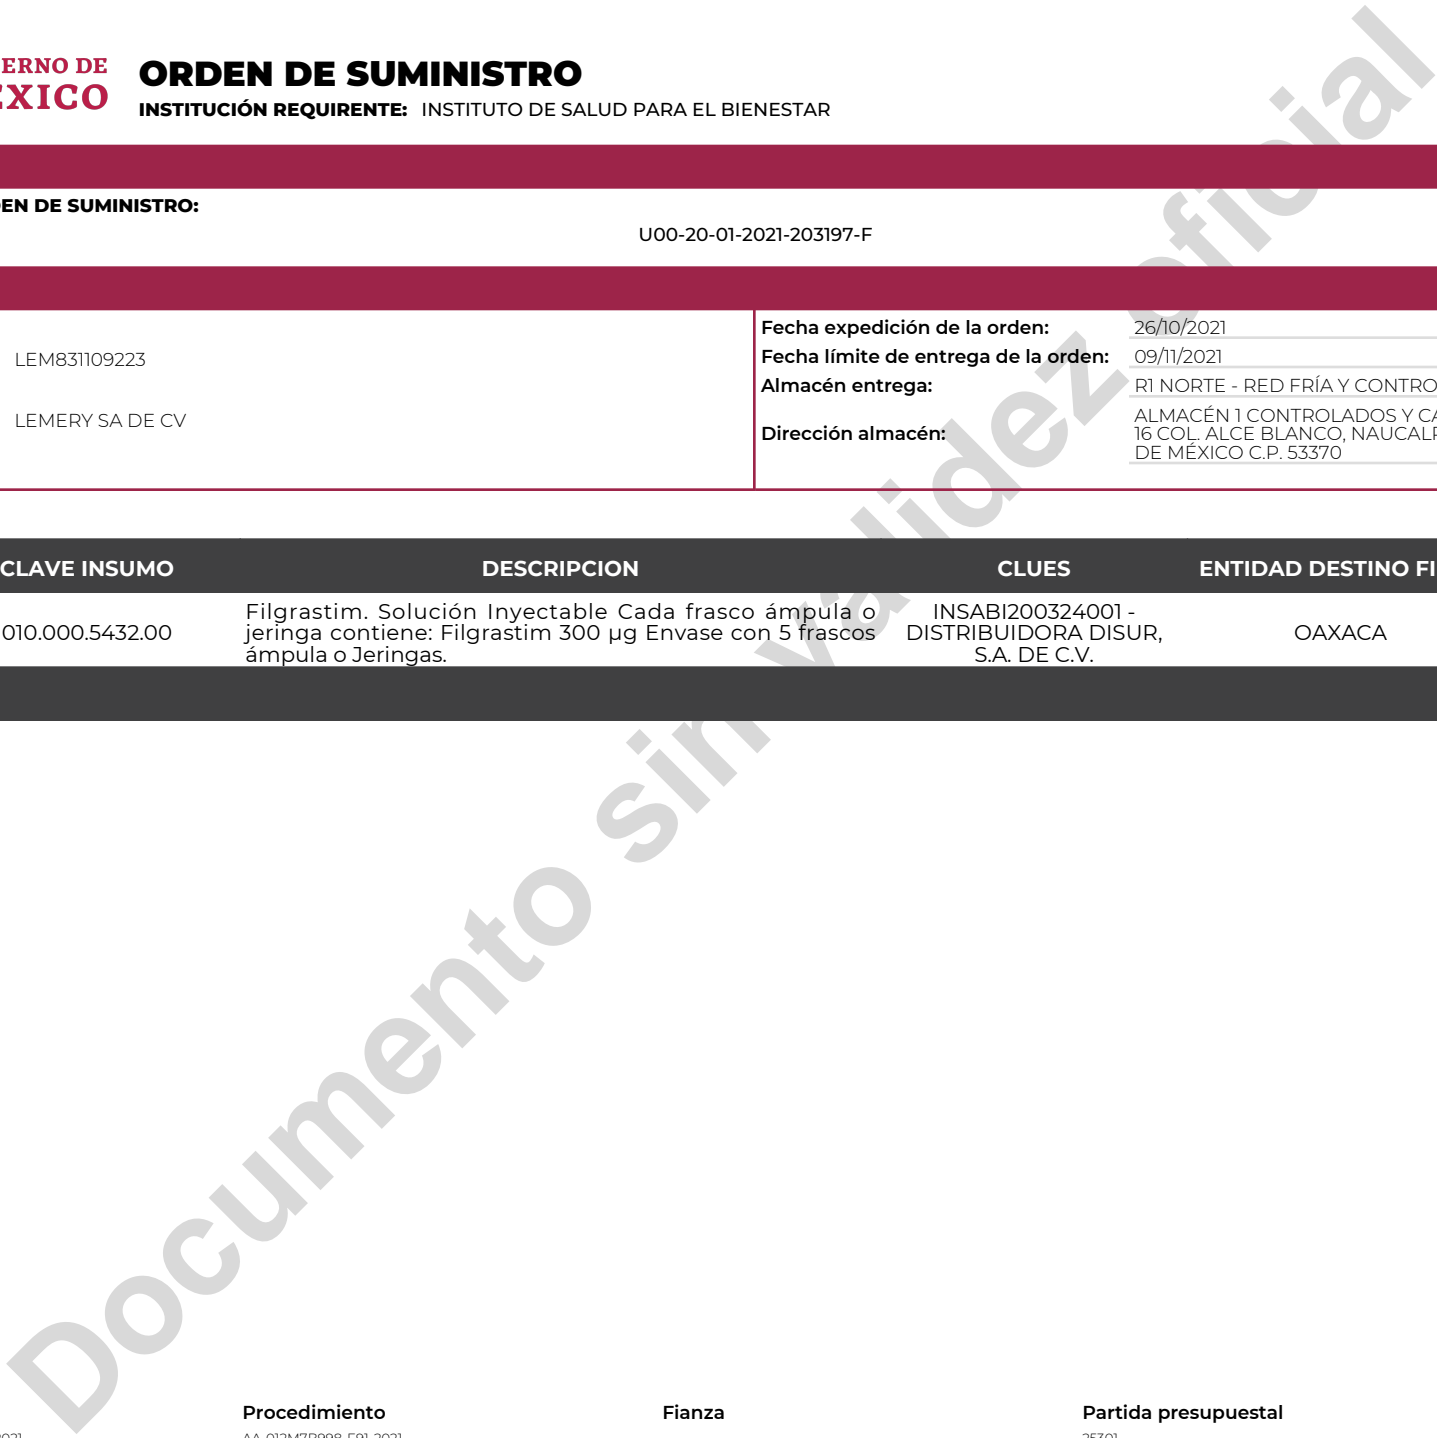 ERNO DE
ÉXICO
ORDEN DE SUMINISTRO
INSTITUCIÓN REQUIRENTE: INSTITUTO DE SALUD PARA EL BIENESTAR
EN DE SUMINISTRO:
U00-20-01-2021-203197-F
LEM831109223
LEMERY SA DE CV
Fecha expedición de la orden: 26/10/2021
Fecha límite de entrega de la orden: 09/11/2021
Almacén entrega: R1 NORTE - RED FRÍA Y CONTRO
Dirección almacén:
ALMACÉN 1 CONTROLADOS Y CA
16 COL. ALCE BLANCO, NAUCALP
DE MÉXICO C.P. 53370
CLAVE INSUMO DESCRIPCION CLUES ENTIDAD DESTINO FI
010.000.5432.00
Filgrastim. Solución Inyectable Cada frasco ámpula o
jeringa contiene: Filgrastim 300 µg Envase con 5 frascos
ámpula o Jeringas.
INSABI200324001 -
DISTRIBUIDORA DISUR,
S.A. DE C.V.
OAXACA
Documento sin validez oficial
Procedimiento Fianza Partida presupuestal